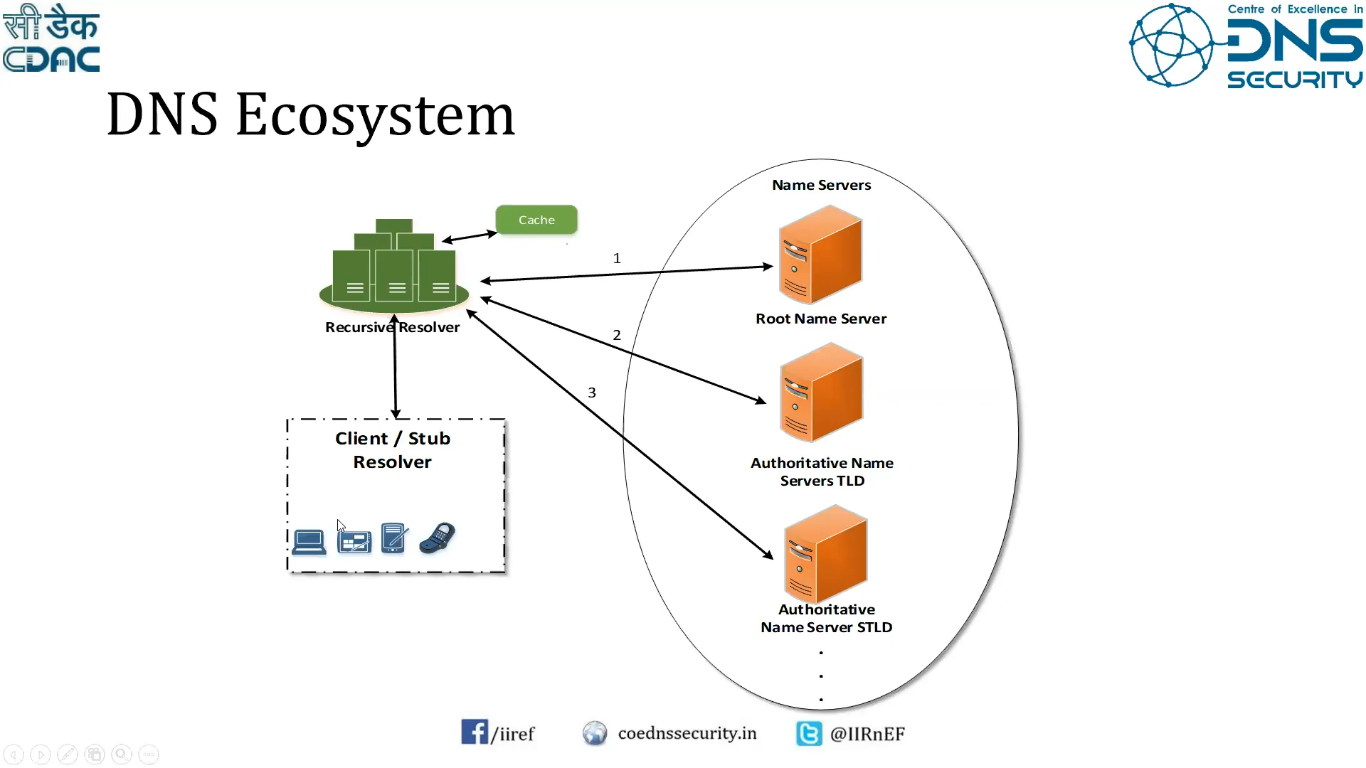 सी डैक
CDAC
Centre of Excellence in
DNS
SECURITY
DNS Ecosystem
Name Servers
Cache
1
Root Name Server
Recursive Resolver
2
3
Authoritative Name
Servers TLD
Client / Stub
Resolver
Authoritative
Name Server STLD
/iiref
coednssecurity.in
@IIRnEF